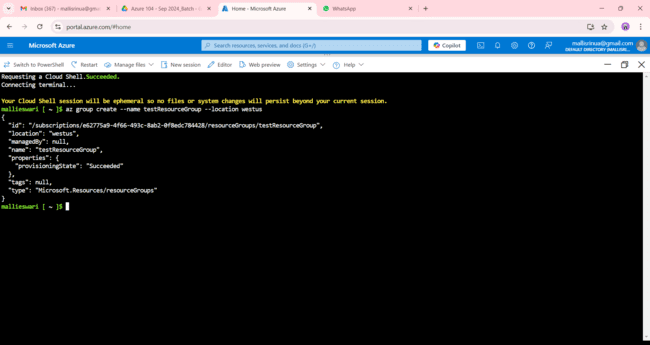 Inbox (367) - mallisrinua@gm
Azure 104 - Sep 2024_Batch -
Home - Microsoft Azure
WhatsApp
portal.azure.com/#home
Microsoft Azure
Search resources, services, and docs (G+/)
Copilot
mallisrinua@gmail.com
DEFAULT DIRECTORY (MALLISRI...
Switch to PowerShell Restart Manage files New session Editor Web preview Settings Help
Requesting a Cloud Shell.Succeeded.
Connecting terminal...
Your Cloud Shell session will be ephemeral so no files or system changes will persist beyond your current session.
mallieswari [ ~ ]$ az group create --name testResourceGroup --location westus
{
"id": "/subscriptions/e62775a9-4f66-493c-8ab2-0f8edc784428/resourceGroups/testResourceGroup",
"location": "westus",
"managedBy": null,
"name": "testResourceGroup",
"properties": {
"provisioningState": "Succeeded"
},
"tags": null,
"type": "Microsoft.Resources/resourceGroups"
}
mallieswari [ ~ ]$